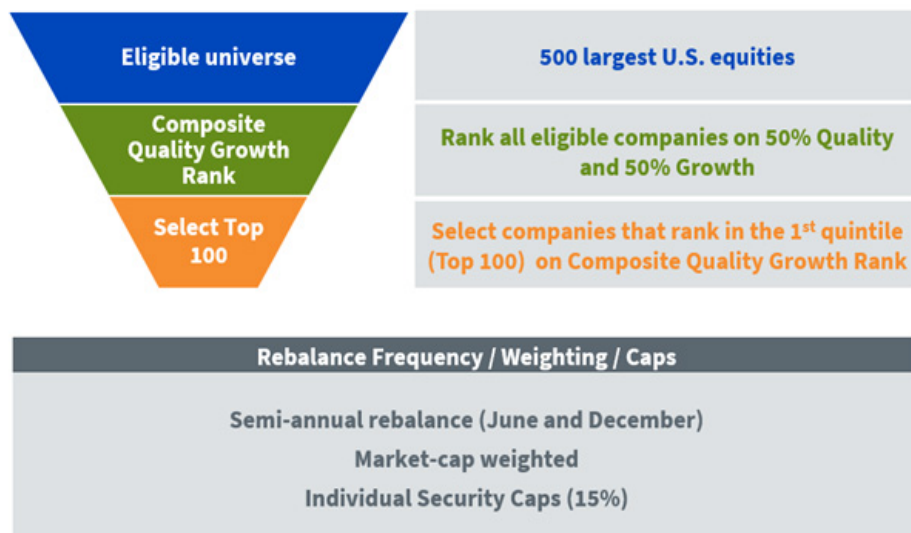 Eligible universe
500 largest U.S. equities
Composite
Quality Growth
Rank
Rank all eligible companies on 50% Quality
and 50% Growth
Select Top
100
Select companies that rank in the 1st quintile
(Top 100) on Composite Quality Growth Rank
Rebalance Frequency / Weighting / Caps
Semi-annual rebalance (June and December)
Market-cap weighted
Individual Security Caps (15%)